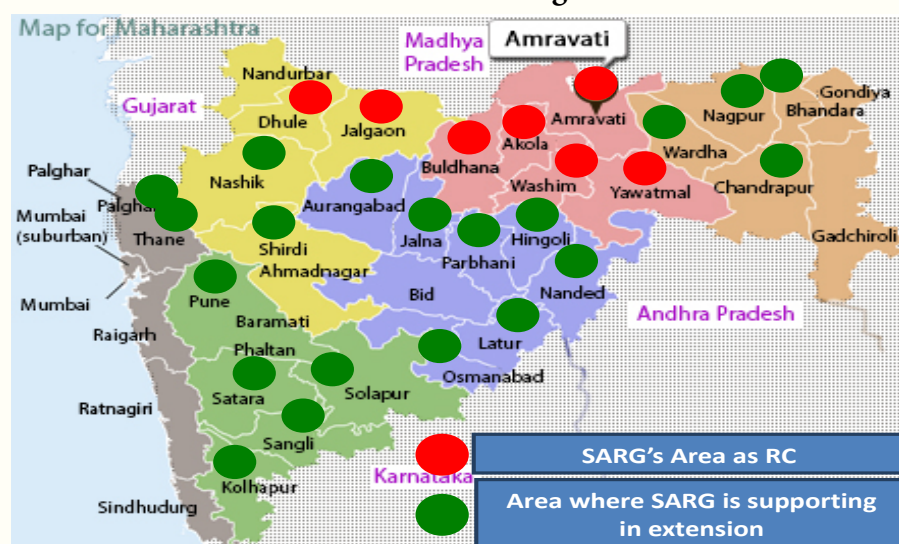 Map for Maharashtra
Madhya
Pradesh
Amravati
Nandurbar
Gujarat
Dhule
Jalgaon
Buldhana
Akola
Amravati
Washim
Yawatmal
Wardha
Nagpur
Gondiya
Bhandara
Chandrapur
Gadchiroli
Nashik
Aurangabad
Jalna
Hingoli
Parbhani
Nanded
Palghar
Palghar
Mumbai
(suburban)
Thane
Shirdi
Ahmadnagar
Bid
Mumbai
Pune
Andhra Pradesh
Raigarh
Baramati
Latur
Phaltan
Osmanabad
Satara
Solapur
Ratnagiri
Sangli
Karnataka
Kolhapur
Sindhudurg
SARG's Area as RC
Area where SARG is supporting
in extension